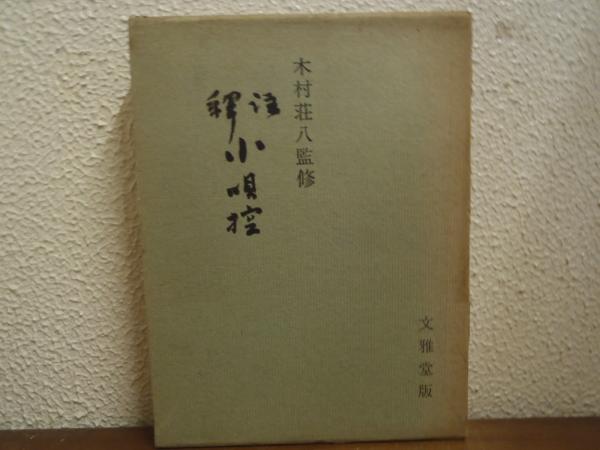 木村荘八監修
註釋
小唄控
文雅堂版